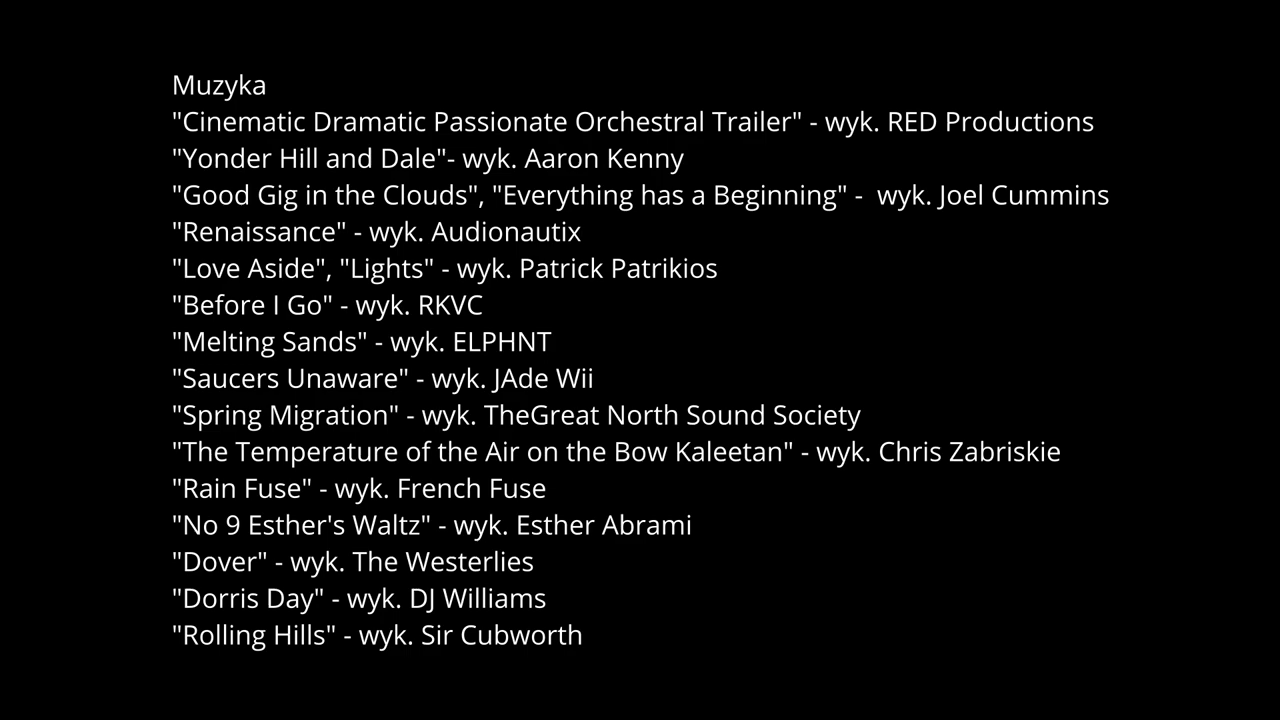 Muzyka
"Cinematic Dramatic Passionate Orchestral Trailer" - wyk. RED Productions
"Yonder Hill and Dale"- wyk. Aaron Kenny
"Good Gig in the Clouds", "Everything has a Beginning" -  wyk. Joel Cummins
"Renaissance" - wyk. Audionautix
"Love Aside", "Lights" - wyk. Patrick Patrikios
"Before I Go" - wyk. RKVC
"Melting Sands" - wyk. ELPHNT
"Saucers Unaware" - wyk. JAde Wii
"Spring Migration" - wyk. TheGreat North Sound Society
"The Temperature of the Air on the Bow Kaleetan" - wyk. Chris Zabriskie
"Rain Fuse" - wyk. French Fuse
"No 9 Esther's Waltz" - wyk. Esther Abrami
"Dover" - wyk. The Westerlies
"Dorris Day" - wyk. DJ Williams
"Rolling Hills" - wyk. Sir Cubworth